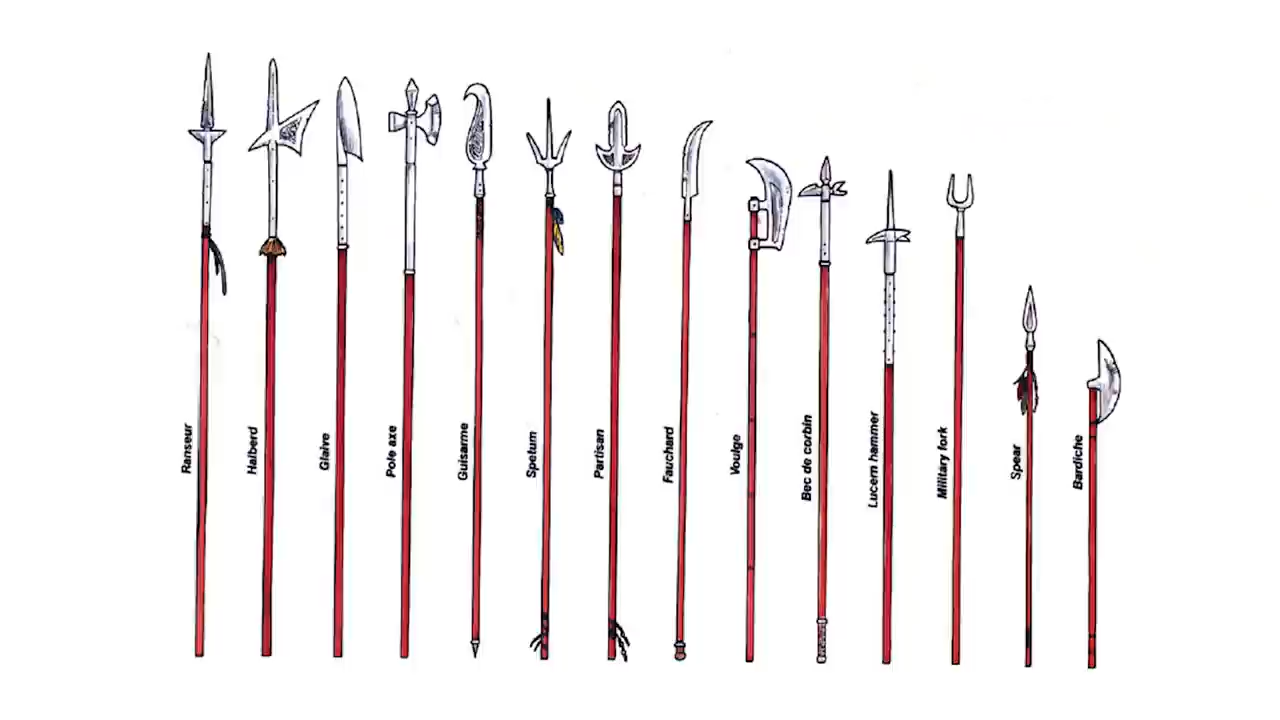 Ranseur
Halberd
Glaive
Pole axe
Guisarme
Spetum
Partisan
Fauchard
Voulge
Bec de corbin
Lucern hammer
Military fork
Spear
Bardiche